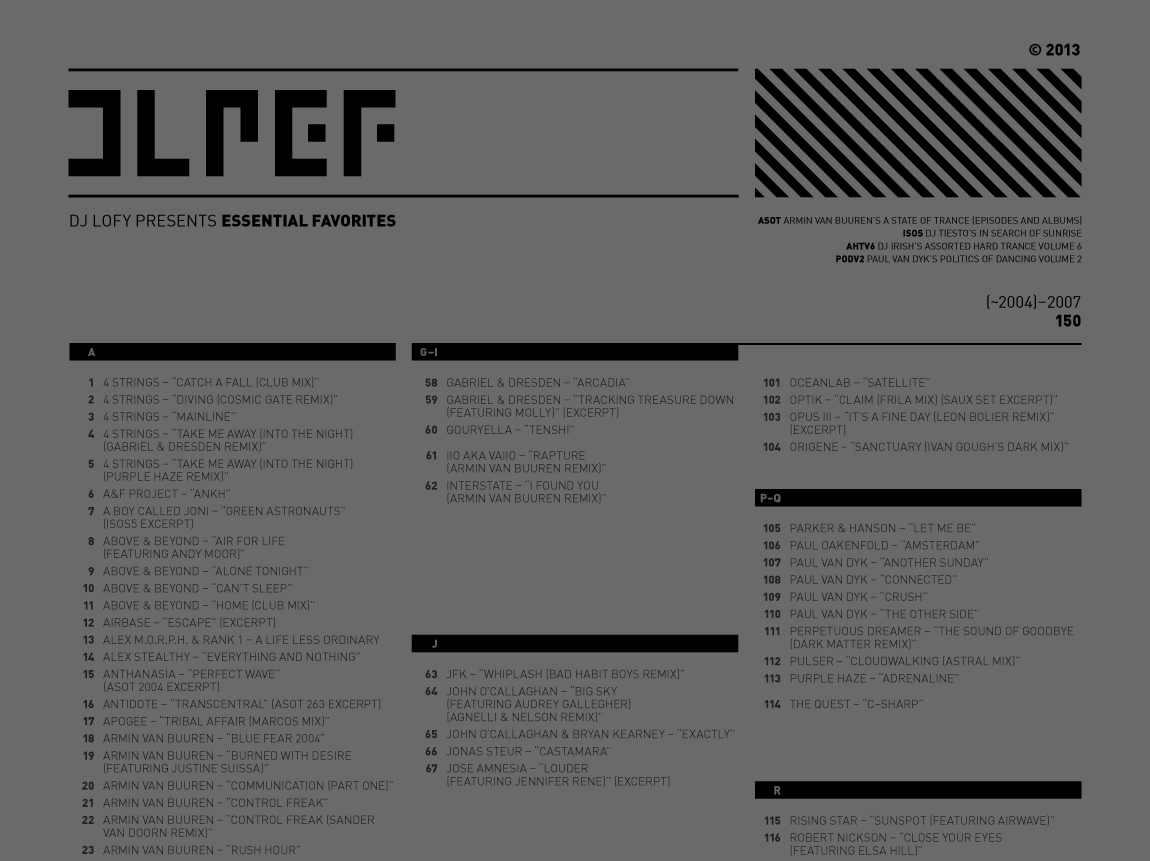 © 2013
DJ LOFY PRESENTS ESSENTIAL FAVORITES
ASOT ARMIN VAN BUUREN'S A STATE OF TRANCE (EPISODES AND ALBUMS)
ISOS DJ TIESTO'S IN SEARCH OF SUNRISE
AHTV6 DJ IRISH'S ASSORTED HARD TRANCE VOLUME 6
PODV2 PAUL VAN DYK'S POLITICS OF DANCING VOLUME 2
(~2004)–2007
150
A
1 4 STRINGS – "CATCH A FALL (CLUB MIX)"
2 4 STRINGS – "DIVING (COSMIC GATE REMIX)"
3 4 STRINGS – "MAINLINE"
4 4 STRINGS – "TAKE ME AWAY (INTO THE NIGHT)
(GABRIEL & DRESDEN REMIX)"
5 4 STRINGS – "TAKE ME AWAY (INTO THE NIGHT)
(PURPLE HAZE REMIX)"
6 A&F PROJECT – "ANKH"
7 A BOY CALLED JONI – "GREEN ASTRONAUTS"
(ISOS5 EXCERPT)
8 ABOVE & BEYOND – "AIR FOR LIFE
(FEATURING ANDY MOOR)"
9 ABOVE & BEYOND – "ALONE TONIGHT"
10 ABOVE & BEYOND – "CAN'T SLEEP"
11 ABOVE & BEYOND – "HOME (CLUB MIX)"
12 AIRBASE – "ESCAPE" (EXCERPT)
13 ALEX M.O.R.P.H. & RANK 1 – A LIFE LESS ORDINARY
14 ALEX STEALTHY – "EVERYTHING AND NOTHING"
15 ANTHANASIA – "PERFECT WAVE"
(ASOT 2004 EXCERPT)
16 ANTIDOTE – "TRANSCENTRAL" (ASOT 263 EXCERPT)
17 APOGEE – "TRIBAL AFFAIR (MARCOS MIX)"
18 ARMIN VAN BUUREN – "BLUE FEAR 2004"
19 ARMIN VAN BUUREN – "BURNED WITH DESIRE
(FEATURING JUSTINE SUISSA)"
20 ARMIN VAN BUUREN – "COMMUNICATION (PART ONE)"
21 ARMIN VAN BUUREN – "CONTROL FREAK"
22 ARMIN VAN BUUREN – "CONTROL FREAK (SANDER
VAN DOORN REMIX)"
23 ARMIN VAN BUUREN – "RUSH HOUR"
G–I
58 GABRIEL & DRESDEN – "ARCADIA"
59 GABRIEL & DRESDEN – "TRACKING TREASURE DOWN
(FEATURING MOLLY)" (EXCERPT)
60 GOURYELLA – "TENSHI"
61 IIO AKA VAIIO – "RAPTURE
(ARMIN VAN BUUREN REMIX)"
62 INTERSTATE – "I FOUND YOU
(ARMIN VAN BUUREN REMIX)"
J
63 JFK – "WHIPLASH (BAD HABIT BOYS REMIX)"
64 JOHN O'CALLAGHAN – "BIG SKY
(FEATURING AUDREY GALLEGHER)
(AGNELLI & NELSON REMIX)"
65 JOHN O'CALLAGHAN & BRYAN KEARNEY – "EXACTLY"
66 JONAS STEUR – "CASTAMARA"
67 JOSE AMNESIA – "LOUDER
(FEATURING JENNIFER RENE)" (EXCERPT)
101 OCEANLAB – "SATELLITE"
102 OPTIK – "CLAIM (FRILA MIX) (SAUX SET EXCERPT)"
103 OPUS III – "IT'S A FINE DAY (LEON BOLIER REMIX)"
(EXCERPT)
104 ORIGENE – "SANCTUARY (IVAN GOUGH'S DARK MIX)"
P–Q
105 PARKER & HANSON – "LET ME BE"
106 PAUL OAKENFOLD – "AMSTERDAM"
107 PAUL VAN DYK – "ANOTHER SUNDAY"
108 PAUL VAN DYK – "CONNECTED"
109 PAUL VAN DYK – "CRUSH"
110 PAUL VAN DYK – "THE OTHER SIDE"
111 PERPETUOUS DREAMER – "THE SOUND OF GOODBYE
(DARK MATTER REMIX)"
112 PULSER – "CLOUDWALKING (ASTRAL MIX)"
113 PURPLE HAZE – "ADRENALINE"
114 THE QUEST – "C–SHARP"
R
115 RISING STAR – "SUNSPOT (FEATURING AIRWAVE)"
116 ROBERT NICKSON – "CLOSE YOUR EYES
(FEATURING ELSA HILL)"